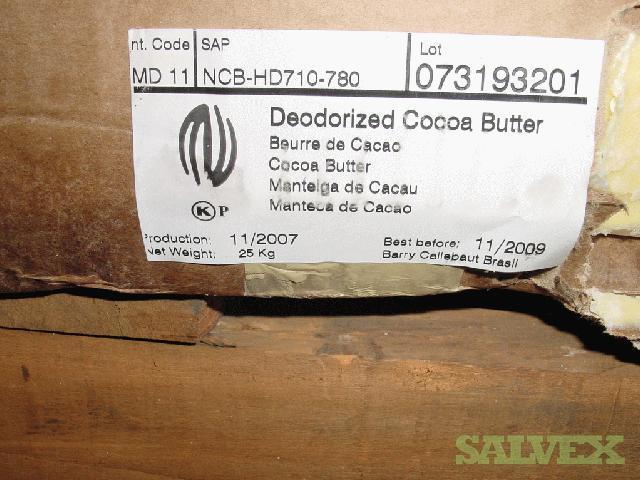 nt. Code SAP Lot
MD 11 NCB-HD710-780 073193201
Deodorized Cocoa Butter
Beurre de Cacao
Cocoa Butter
Manteiga de Cacau
Manteca de Cacao
K P
Production: 11/2007 Best before: 11/2009
Net Weight: 25 Kg Barry Callebaut Brasil
SALVEX